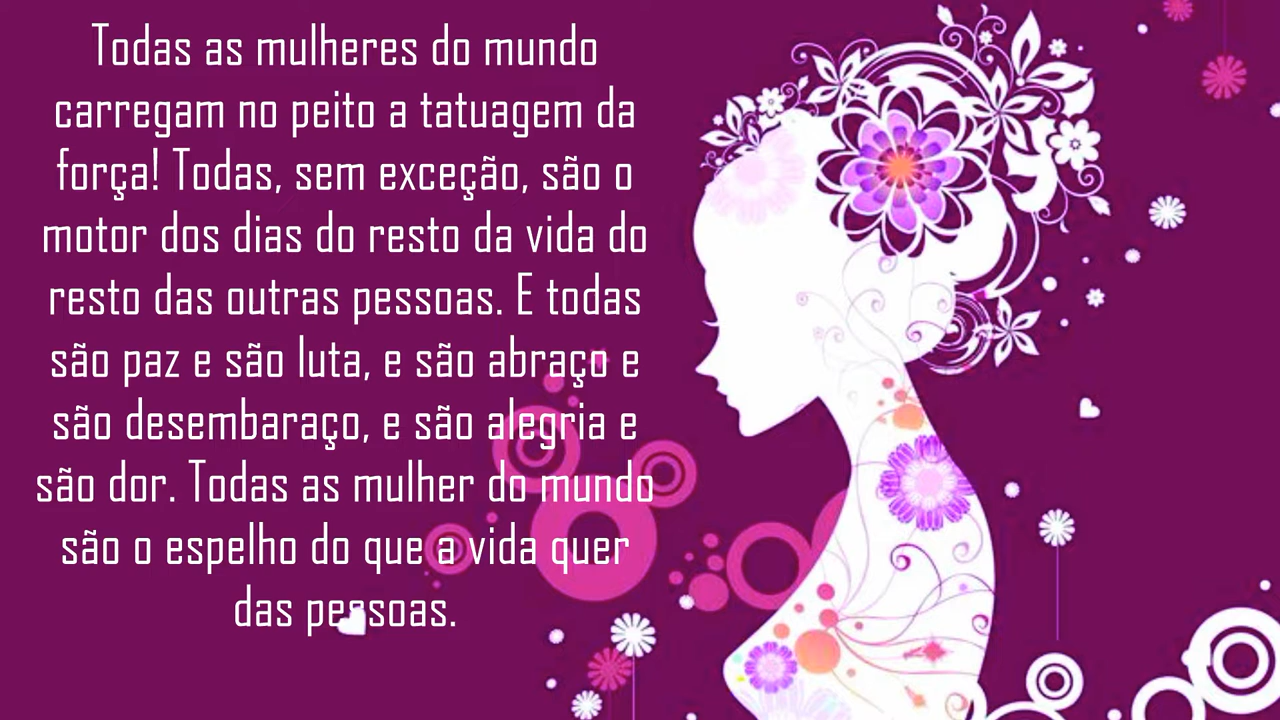 Todas as mulheres do mundo
carregam no peito a tatuagem da
força! Todas, sem exceção, são o
motor dos dias do resto da vida do
resto das outras pessoas. E todas
são paz e são luta, e são abraço e
são desembaraço, e são alegria e
são dor. Todas as mulher do mundo
são o espelho do que a vida quer
das pessoas.